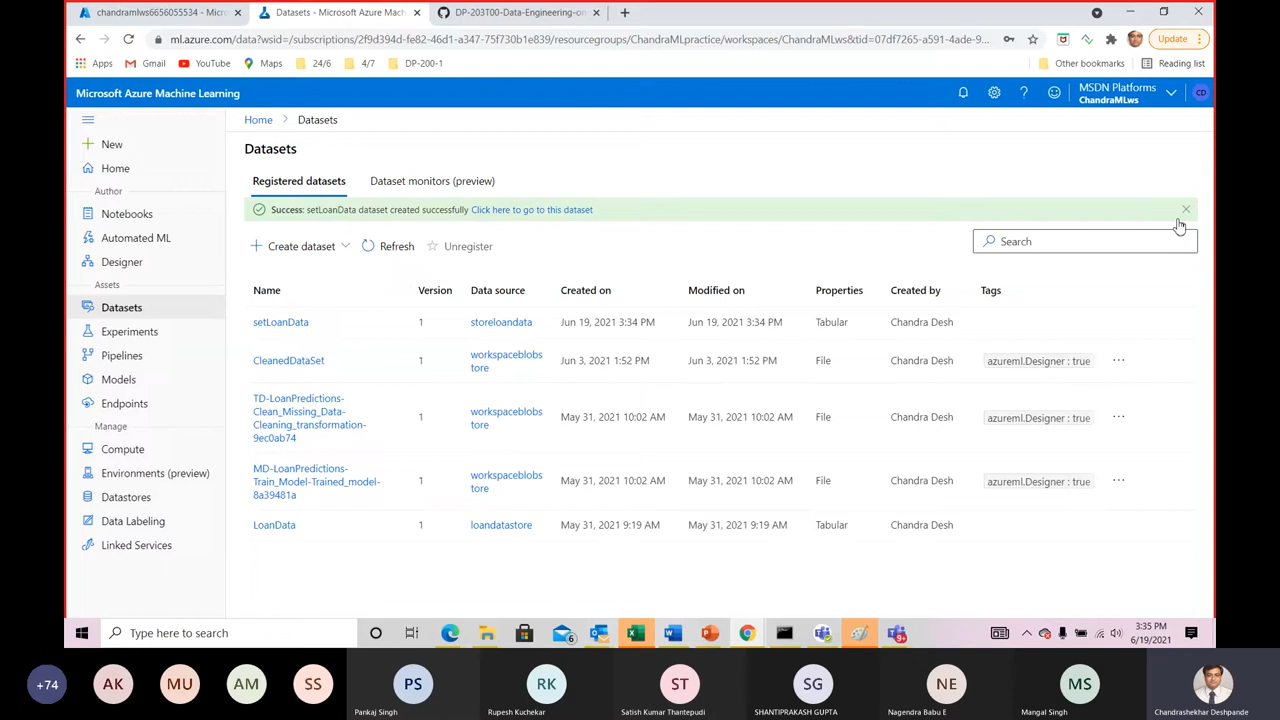 chandramlws6656055534 - Microso
Datasets - Microsoft Azure Machine
DP-203T00-Data-Engineering-on-
ml.azure.com/data?wsid=/subscriptions/2f9d394d-fe82-46d1-a347-75f730b1e839/resourcegroups/ChandraMLpractice/workspaces/ChandraMLws&tid=07df7265-a591-4ade-9...
Update
Apps
Gmail
YouTube
Maps
24/6
4/7
DP-200-1
Other bookmarks
Reading list
Microsoft Azure Machine Learning
MSDN Platforms
ChandraMLws
CD
New
Home
Author
Notebooks
Automated ML
Designer
Assets
Datasets
Experiments
Pipelines
Models
Endpoints
Manage
Compute
Environments (preview)
Datastores
Data Labeling
Linked Services
Home > Datasets
Datasets
Registered datasets
Dataset monitors (preview)
Success: setLoanData dataset created successfully Click here to go to this dataset
Create dataset
Refresh
Unregister
Search
Name Version Data source Created on Modified on Properties Created by Tags
setLoanData 1 storeloandata Jun 19, 2021 3:34 PM Jun 19, 2021 3:34 PM Tabular Chandra Desh
CleanedDataSet 1 workspaceblobs
tore Jun 3, 2021 1:52 PM Jun 3, 2021 1:52 PM File Chandra Desh azureml.Designer : true ...
TD-LoanPredictions-
Clean_Missing_Data-
Cleaning_transformation-
9ec0ab74 1 workspaceblobs
tore May 31, 2021 10:02 AM May 31, 2021 10:02 AM File Chandra Desh azureml.Designer : true ...
MD-LoanPredictions-
Train_Model-Trained_model-
8a39481a 1 workspaceblobs
tore May 31, 2021 10:02 AM May 31, 2021 10:02 AM File Chandra Desh azureml.Designer : true ...
LoanData 1 loandatastore May 31, 2021 9:19 AM May 31, 2021 9:19 AM Tabular Chandra Desh
Type here to search
6
9+
3:35 PM
6/19/2021
+74
AK
MU
AM
SS
PS
Pankaj Singh
RK
Rupesh Kuchekar
ST
Satish Kumar Thantepudi
SG
SHANTIPRAKASH GUPTA
NE
Nagendra Babu E
MS
Mangal Singh
Chandrashekhar Deshpande